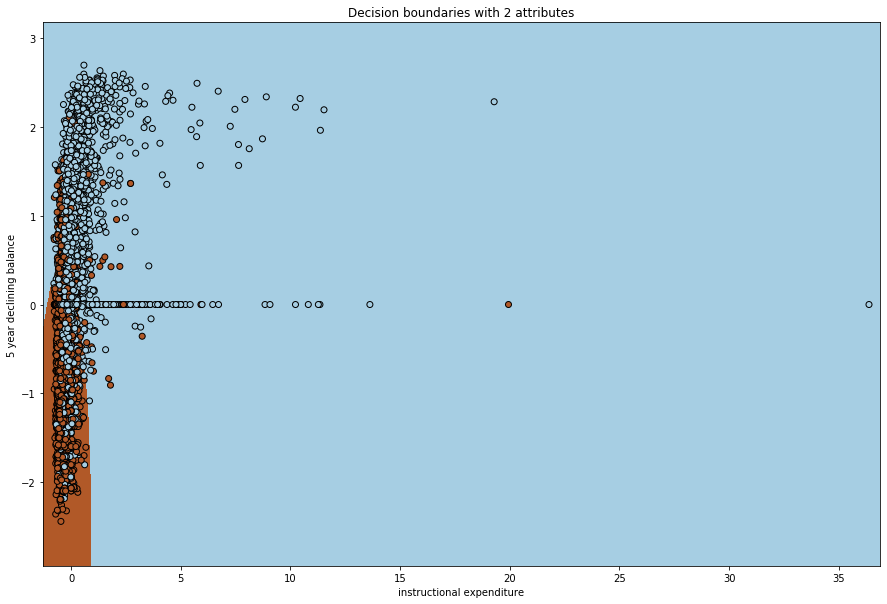 Decision boundaries with 2 attributes
3
2
1
0
−1
−2
5 year declining balance
0 5 10 15 20 25 30 35
instructional expenditure